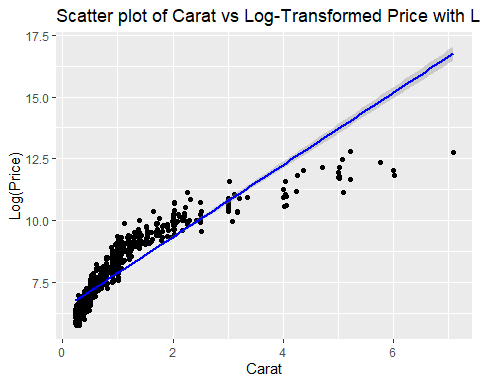 Scatter plot of Carat vs Log-Transformed Price with L
17.5
15.0
12.5
10.0
7.5
Log(Price)
0 2 4 6
Carat